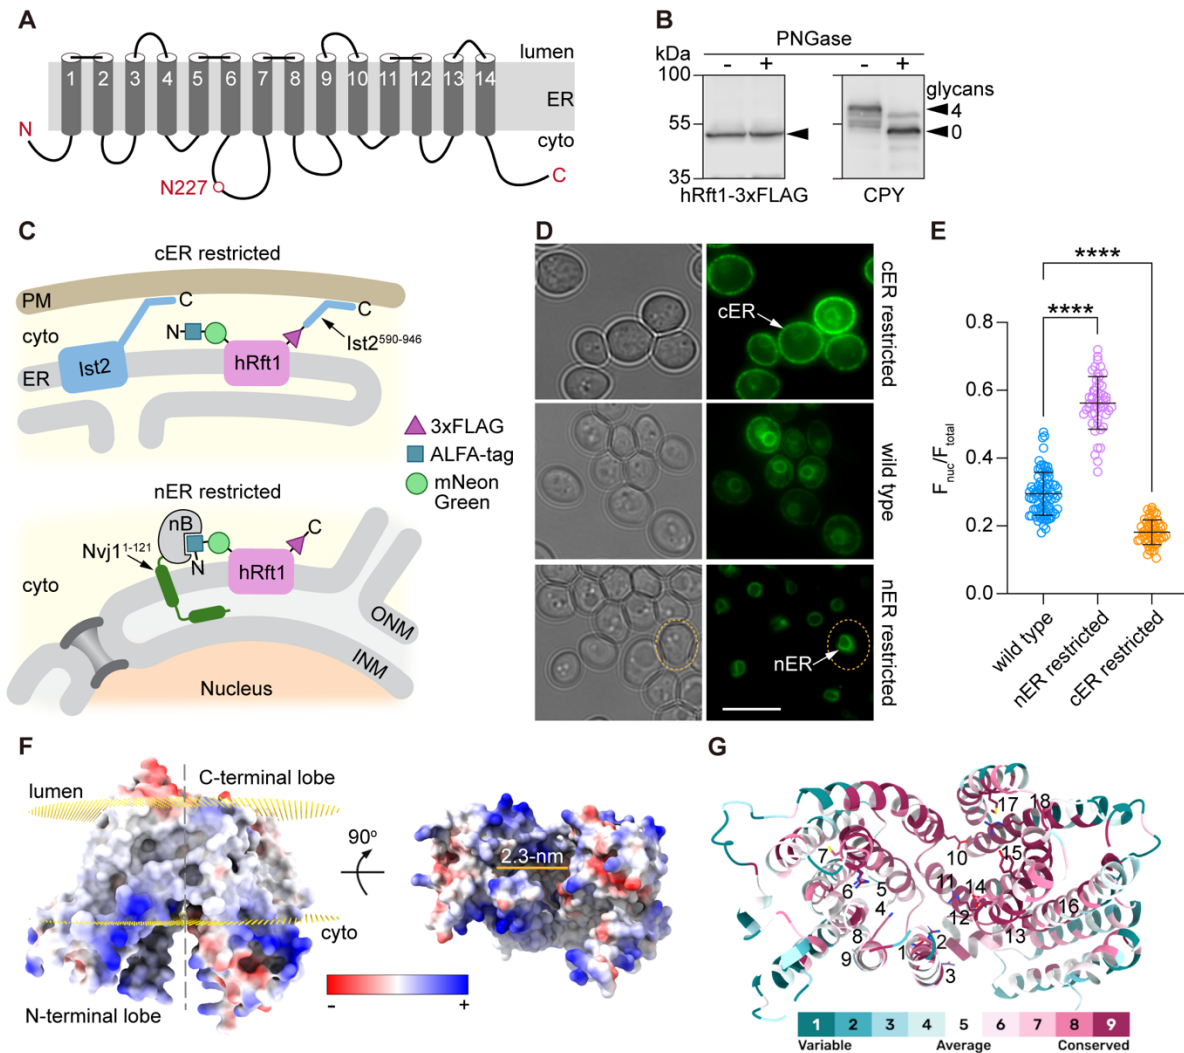 A
lumen
1 2 3 4 5 6 7 8 9 10 11 12 13 14
ER
N
cyto
N227
C
B
PNGase
kDa
- + - +
100
55
35
glycans
4
0
hRft1-3xFLAG
CPY
C
cER restricted
PM
C
C
cyto
N
Ist2⁵⁹⁰⁻⁹⁴⁶
Ist2
hRft1
ER
3xFLAG
ALFA-tag
mNeon
Green
nER restricted
nB
C
Nvj1¹⁻¹²¹
N
hRft1
cyto
ONM
INM
Nucleus
D
cER
cER restricted
wild type
nER
nER restricted
E
****
****
Fnuc/Ftotal
0.8
0.6
0.4
0.2
0.0
wild type
nER restricted
cER restricted
F
C-terminal lobe
lumen
90°
2.3-nm
cyto
N-terminal lobe
- +
G
17 18
7 10 15
6 5 11 14
4 12 16
8 1 2 13
9 3
1 2 3 4 5 6 7 8 9
Variable Average Conserved